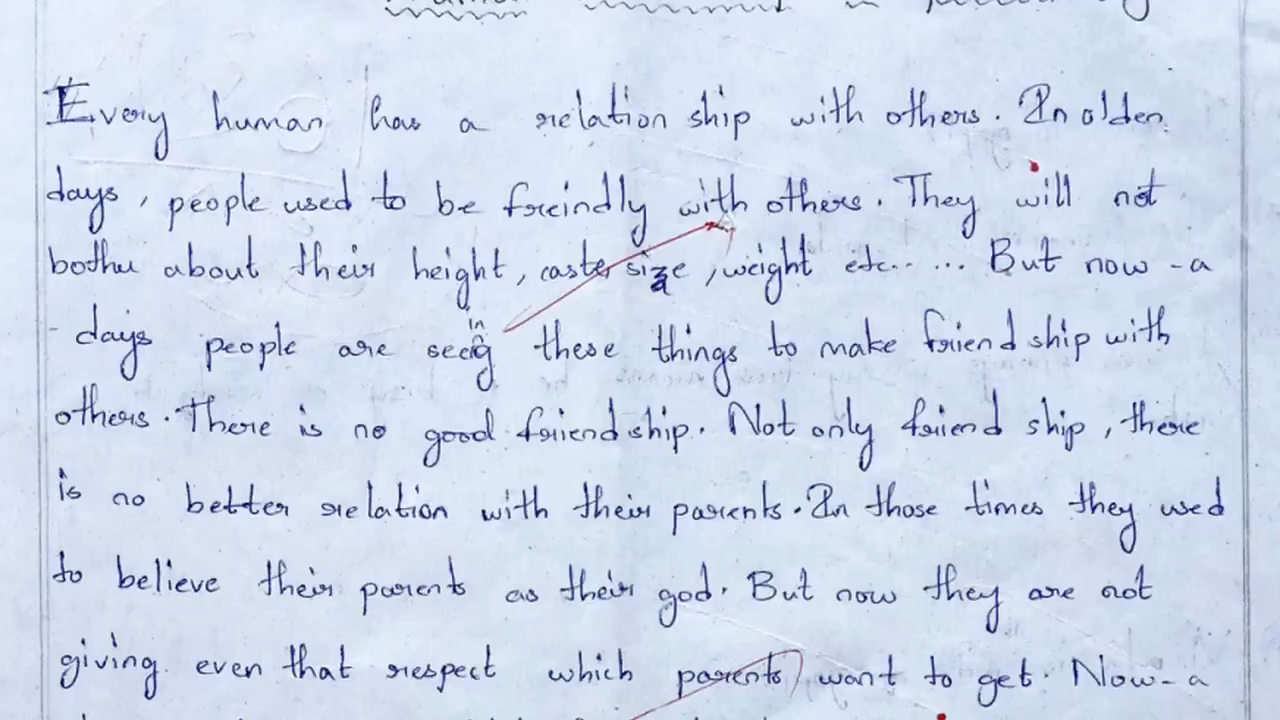 Every human has a relation ship with others. In olden
days, people used to be freindly with others. They will not
bother about their height, caste, size, weight etc..... But now -a
days people are seeing these things to make friend ship with
others. There is no good friend ship. Not only friend ship, there
is no better relation with their parents. In those times they used
to believe their parents as their god. But now they are not
giving even that respect which parents want to get. Now-a